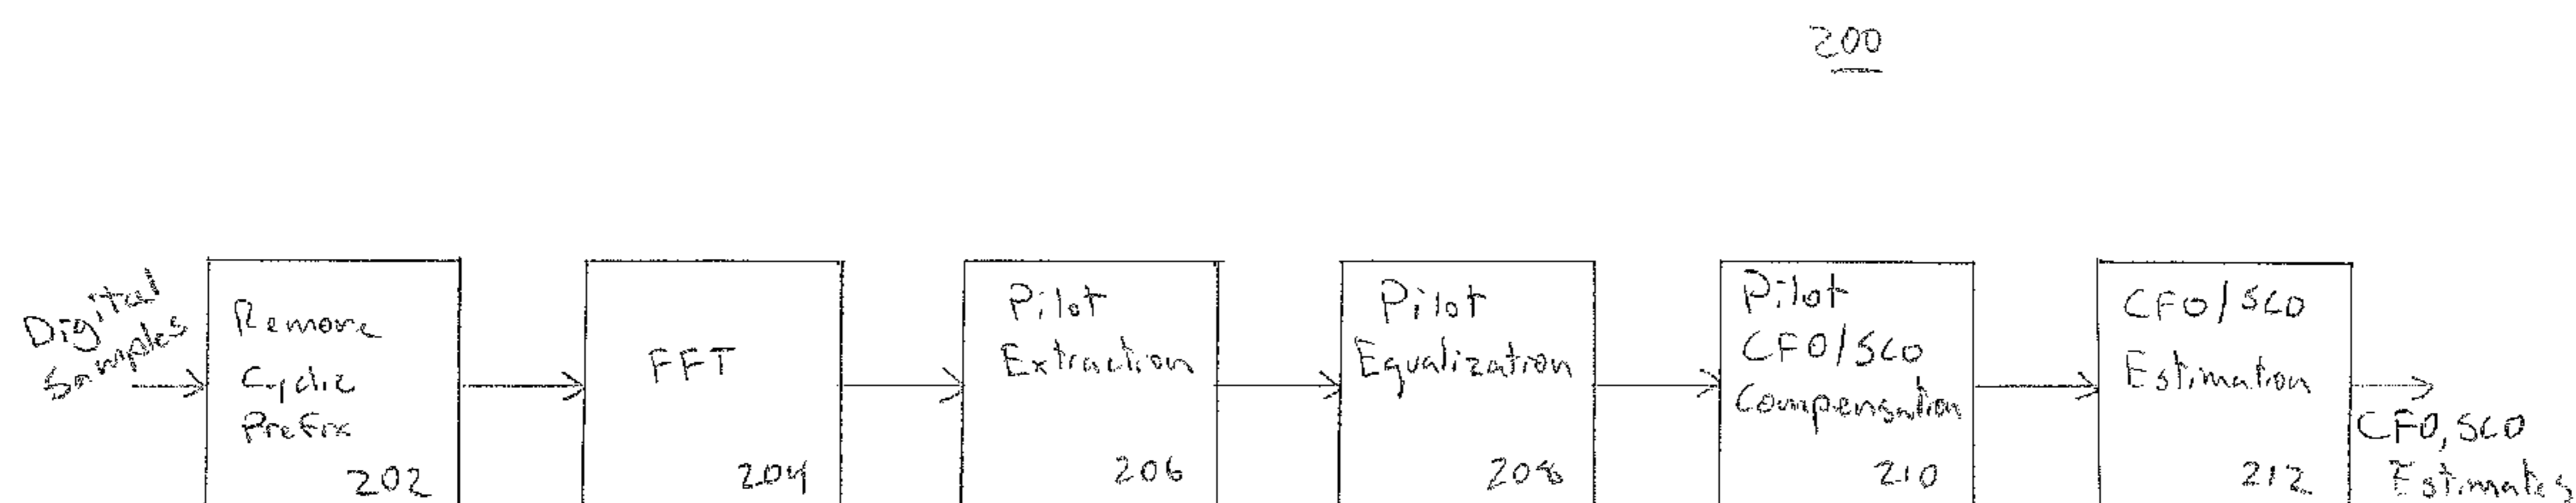 200
Digital
Samples
Remove
Cyclic
Prefix
202
FFT
204
Pilot
Extraction
206
Pilot
Equalization
208
Pilot
CFO/SCO
Compensation
210
CFO/SCO
Estimation
212
CFO, SCO
Estimates